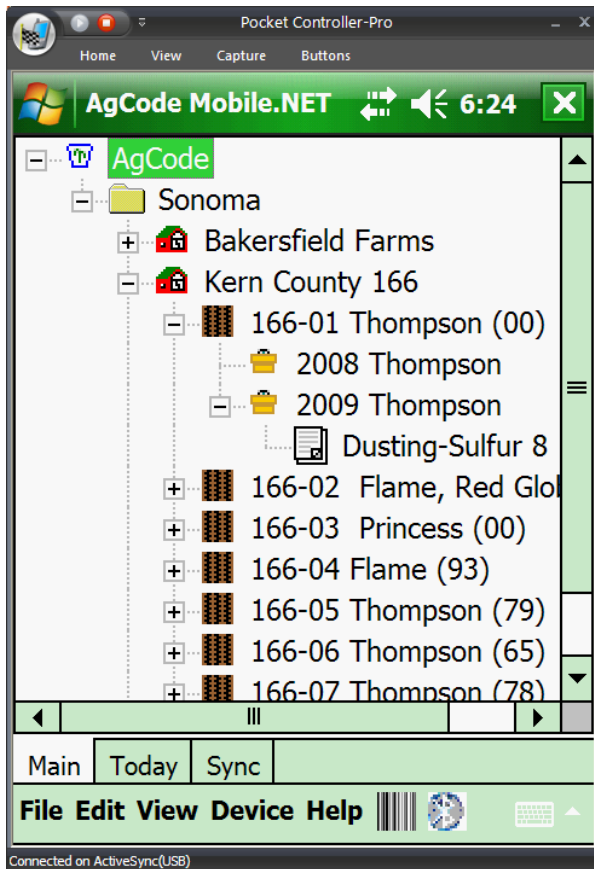 Pocket Controller-Pro
Home View Capture Buttons
AgCode Mobile.NET 6:24
AgCode
Sonoma
Bakersfield Farms
Kern County 166
166-01 Thompson (00)
2008 Thompson
2009 Thompson
Dusting-Sulfur 8
166-02 Flame, Red Glo
166-03 Princess (00)
166-04 Flame (93)
166-05 Thompson (79)
166-06 Thompson (65)
166-07 Thompson (78)
Main Today Sync
File Edit View Device Help
Connected on ActiveSync(USB)